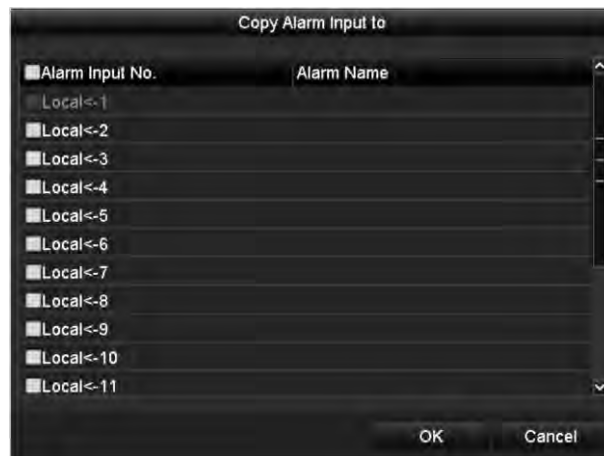 Copy Alarm Input to
Alarm Input No. Alarm Name
Local<-1
Local<-2
Local<-3
Local<-4
Local<-5
Local<-6
Local<-7
Local<-8
Local<-9
Local<-10
Local<-11
OK Cancel